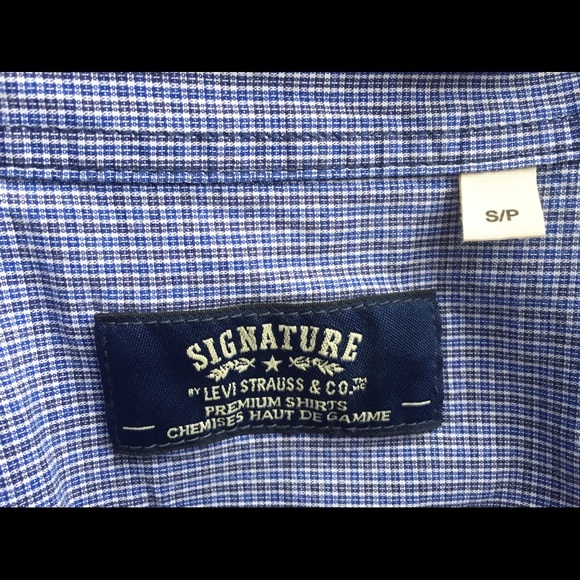 S/P
SIGNATURE
BY LEVI STRAUSS & CO.
PREMIUM SHIRTS
CHEMISES HAUT DE GAMME